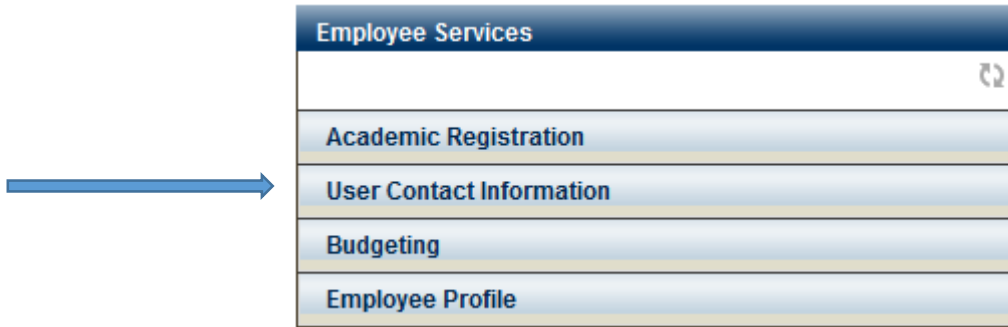 Employee Services
Academic Registration
User Contact Information
Budgeting
Employee Profile